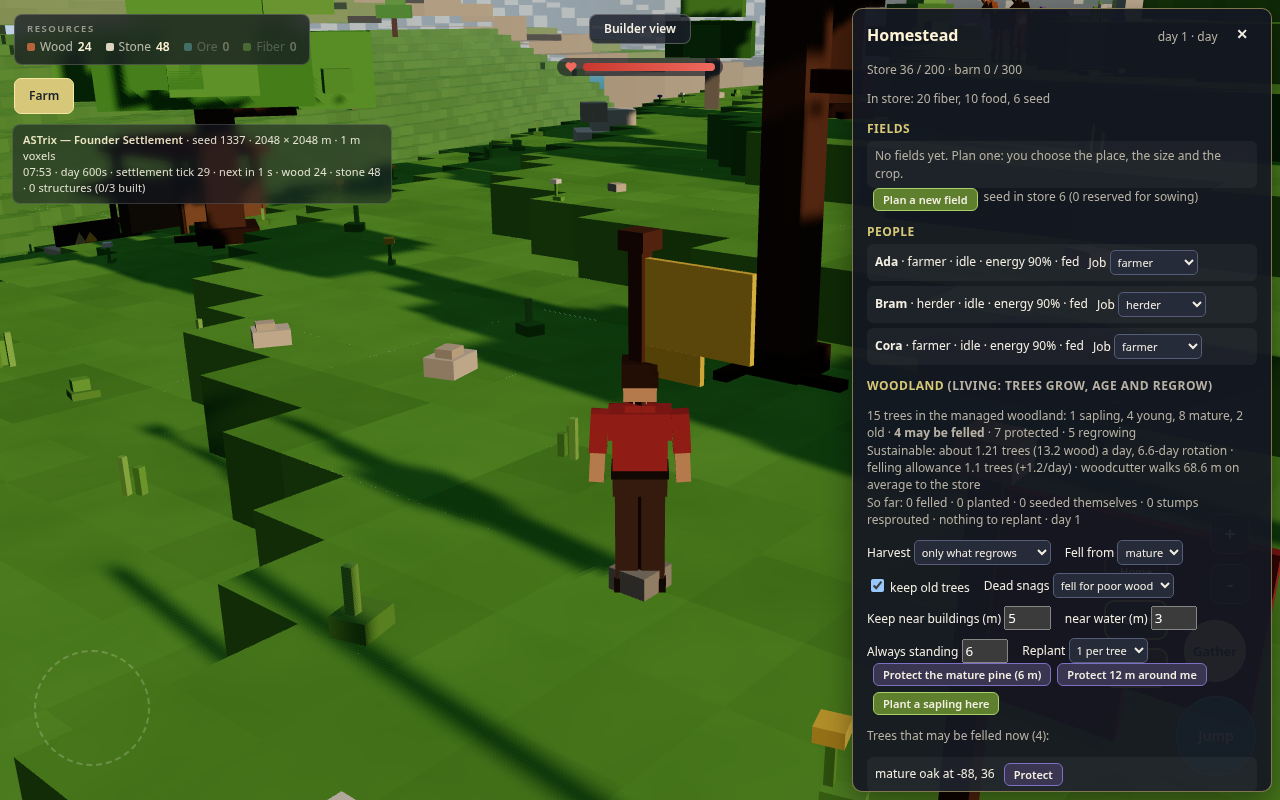 RESOURCES
Wood 24 Stone 48 Ore 0 Fiber 0
Farm
ASTrix — Founder Settlement · seed 1337 · 2048 × 2048 m · 1 m
voxels
07:53 · day 600s · settlement tick 29 · next in 1 s · wood 24 · stone 48
· 0 structures (0/3 built)
Builder view
Homestead
day 1 · day ×
Store 36 / 200 · barn 0 / 300
In store: 20 fiber, 10 food, 6 seed
FIELDS
No fields yet. Plan one: you choose the place, the size and the
crop.
Plan a new field seed in store 6 (0 reserved for sowing)
PEOPLE
Ada · farmer · idle · energy 90% · fed Job farmer
Bram · herder · idle · energy 90% · fed Job herder
Cora · farmer · idle · energy 90% · fed Job farmer
WOODLAND (LIVING: TREES GROW, AGE AND REGROW)
15 trees in the managed woodland: 1 sapling, 4 young, 8 mature, 2
old · 4 may be felled · 7 protected · 5 regrowing
Sustainable: about 1.21 trees (13.2 wood) a day, 6.6-day rotation ·
felling allowance 1.1 trees (+1.2/day) · woodcutter walks 68.6 m on
average to the store
So far: 0 felled · 0 planted · 0 seeded themselves · 0 stumps
resprouted · nothing to replant · day 1
Harvest only what regrows Fell from mature
keep old trees Dead snags fell for poor wood
Keep near buildings (m) 5 near water (m) 3
Always standing 6 Replant 1 per tree
Protect the mature pine (6 m) Protect 12 m around me
Plant a sapling here
Trees that may be felled now (4):
mature oak at -88, 36 Protect
+
-
Gather
Jump